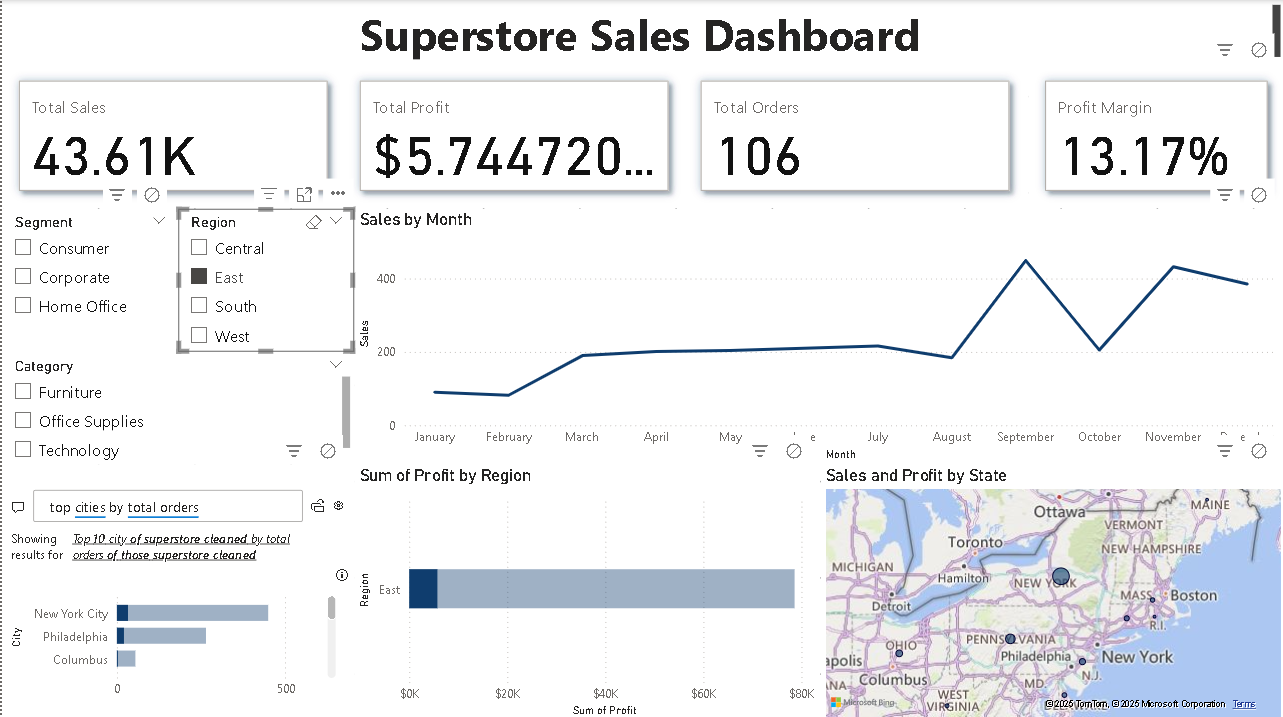 Superstore Sales Dashboard
Total Sales
43.61K
Total Profit
$5.744720...
Total Orders
106
Profit Margin
13.17%
Segment
Consumer
Corporate
Home Office
Region
Central
East
South
West
Category
Furniture
Office Supplies
Technology
Sales by Month
Sales
400
200
0
January February March April May e July August September October November De
Month
top cities by total orders
Showing results for
Top 10 city of superstore cleaned by total orders of those superstore cleaned
City
New York City
Philadelphia
Columbus
0 500
Sum of Profit by Region
Region
East
$0K $20K $40K $60K $80K
Sum of Profit
Sales and Profit by State
Ottawa
MAINE
VERMONT
Toronto
NEW HAMPSHIRE
MICHIGAN
Hamilton
NEW YORK
Detroit
MASS.
Boston
R.I.
PENNSYLVANIA
OHIO
Philadelphia
New York
apolis
Columbus
N.J.
MD
ANA
WEST VIRGINIA
Microsoft Bing
© 2025 TomTom, © 2025 Microsoft Corporation Terms